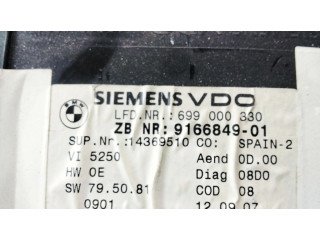 SIEMENS VDO
LFD.NR.: 699 000 330
ZB NR: 9166849-01
SUP.Nr.:14369510 CO: SPAIN-2
VI 5250 Aend 0D.00
HW 0E Diag 08D0
SW 79.50.81 COD 08
0901 12.09.07